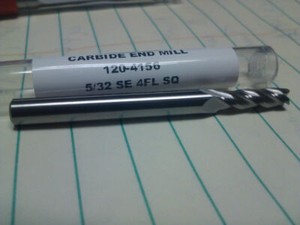 CARBIDE END MILL
120-4156
5/32 SE 4FL SQ